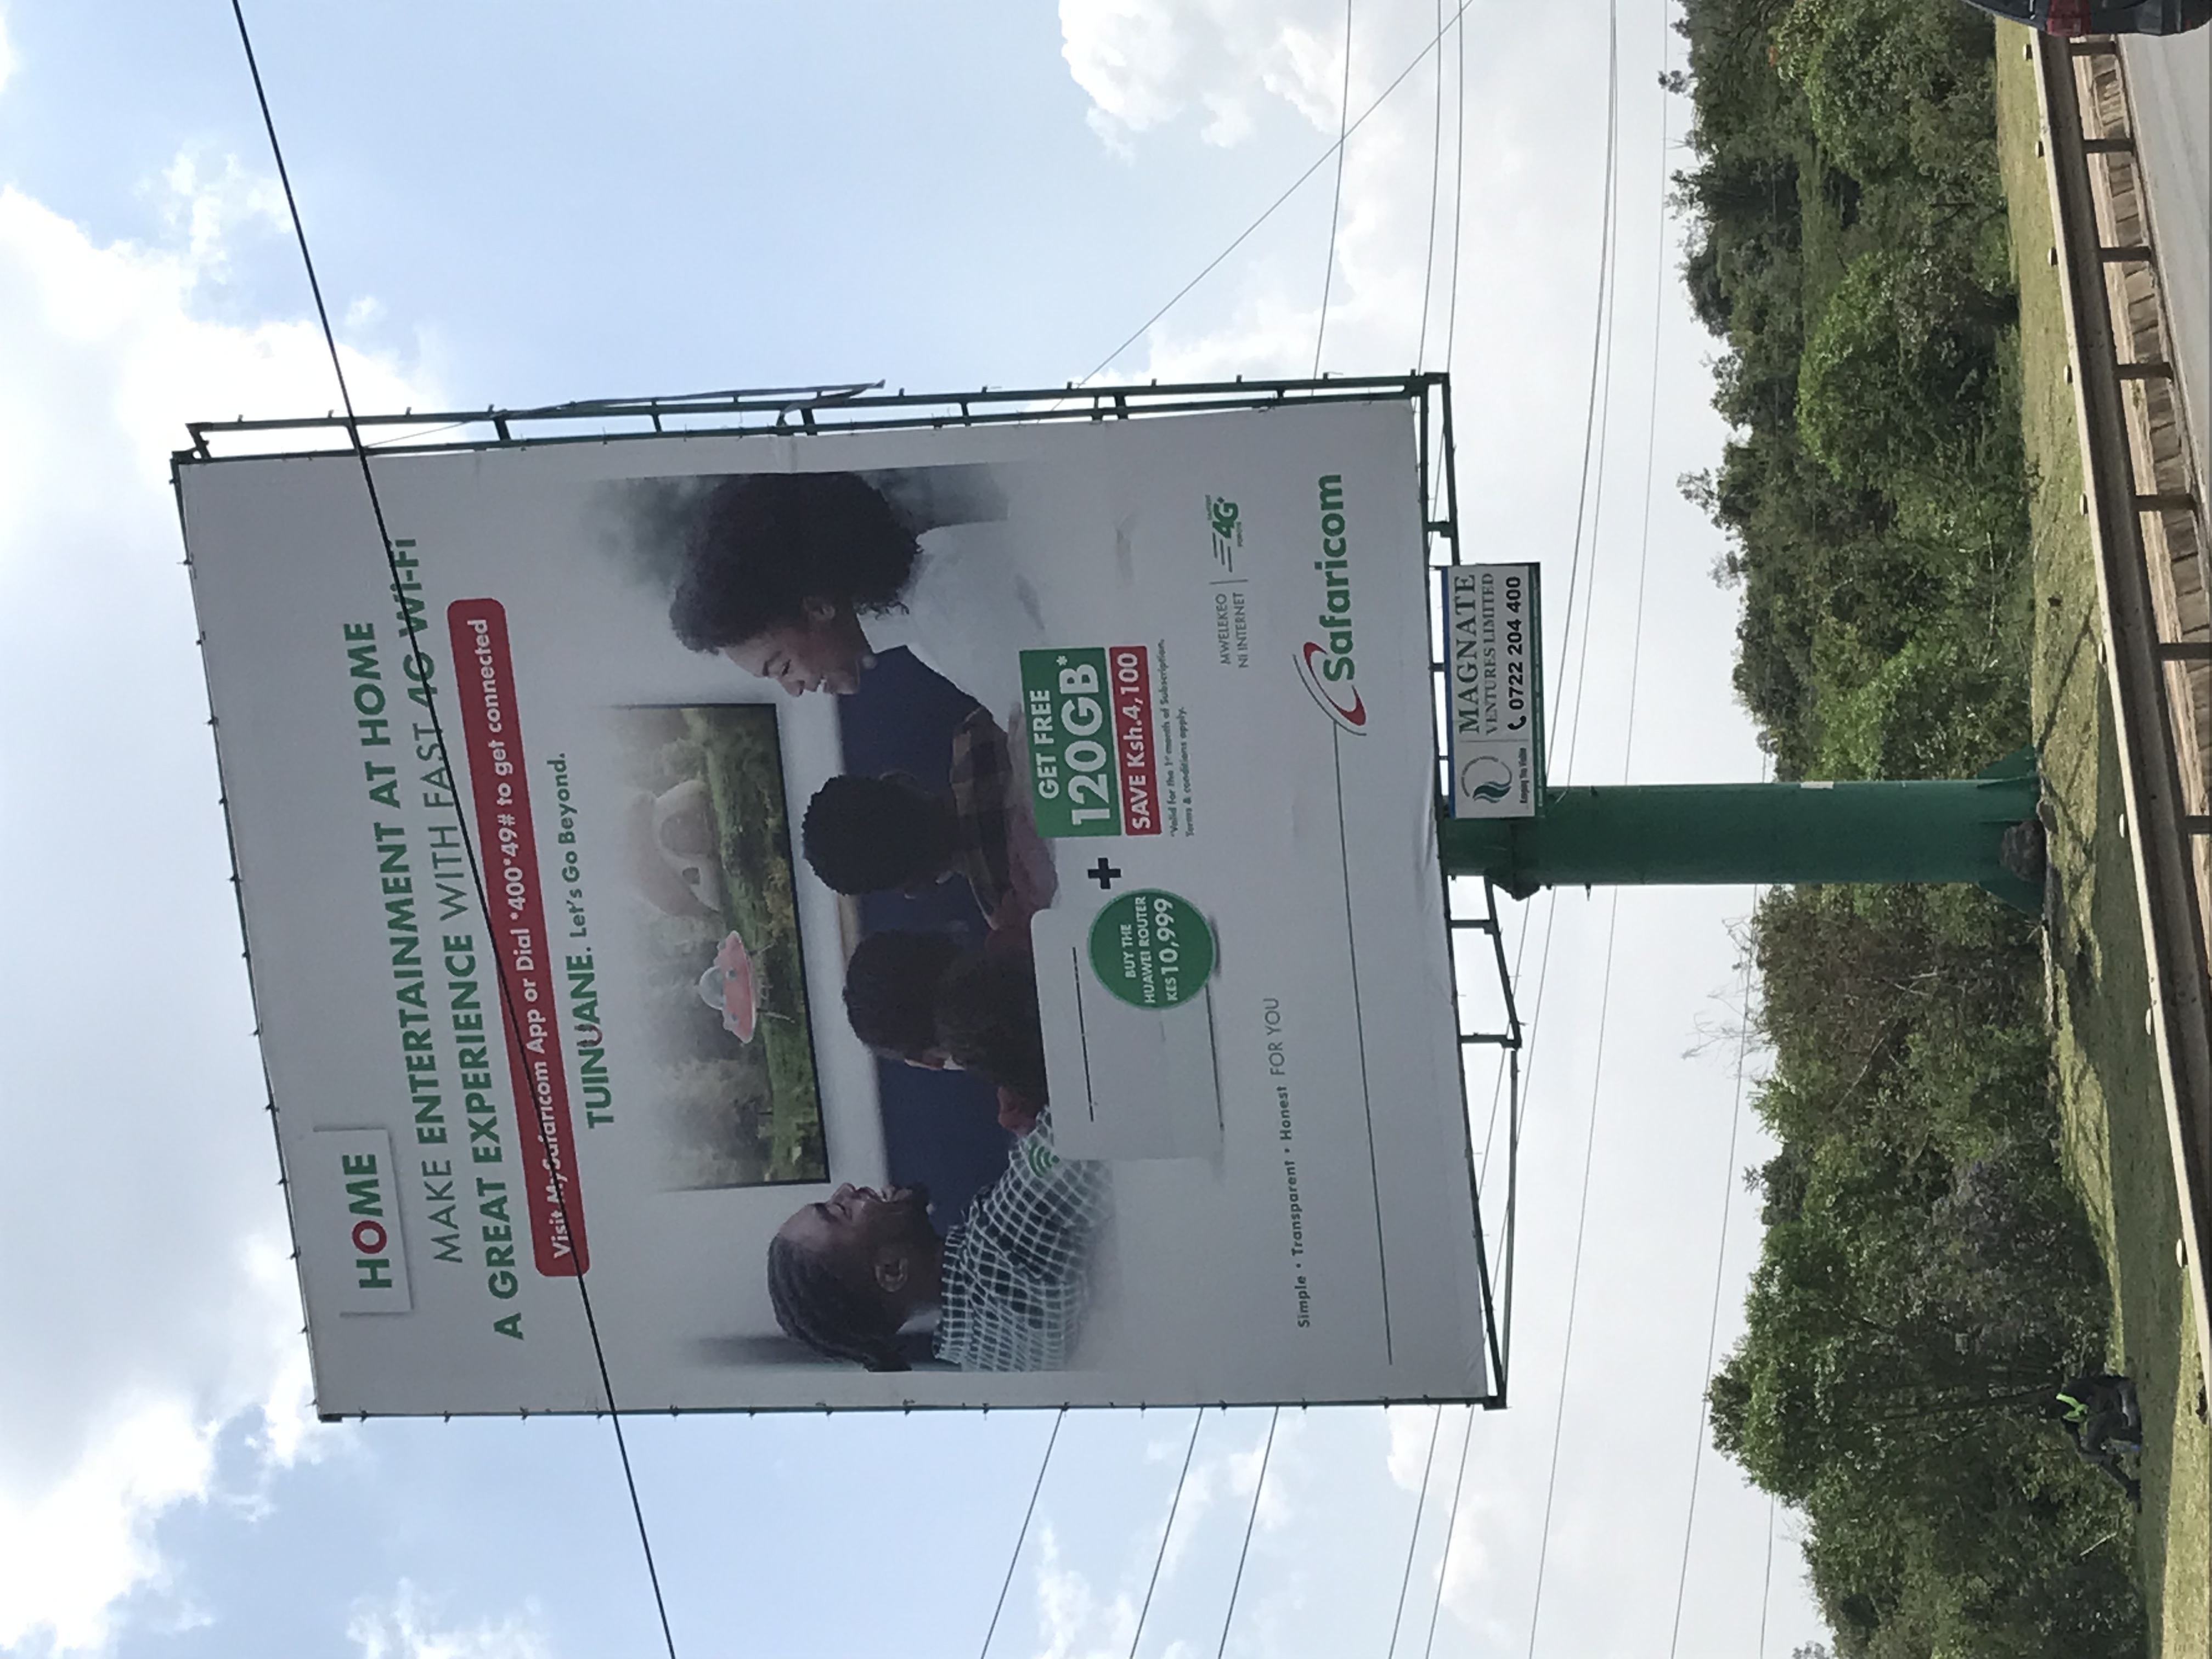 HOME
MAKE ENTERTAINMENT AT HOME
A GREAT EXPERIENCE WITH FAST 4G Wi-Fi
Visit MySafaricom App or Dial *400*49# to get connected
TUINUANE. Let's Go Beyond.
BUY THE
HUAWEI ROUTER
KES 10,999
+
GET FREE
120GB*
SAVE Ksh.4,100
*Valid for the 1st month of Subscription.
Terms & conditions apply.
MWELEKEO
NI INTERNET
4G+
Simple • Transparent • Honest FOR YOU
Safaricom
MAGNATE
VENTURES LIMITED
Keeping You Visible
0722 204 400